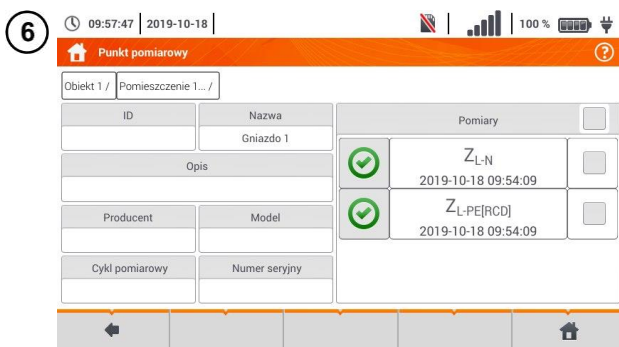 6
09:57:47 2019-10-18 100 %
Punkt pomiarowy ?
Obiekt 1 / Pomieszczenie 1... /
ID Nazwa Pomiary
Gniazdo 1
Opis
ZL-N
2019-10-18 09:54:09
ZL-PE[RCD]
2019-10-18 09:54:09
Producent Model
Cykl pomiarowy Numer seryjny